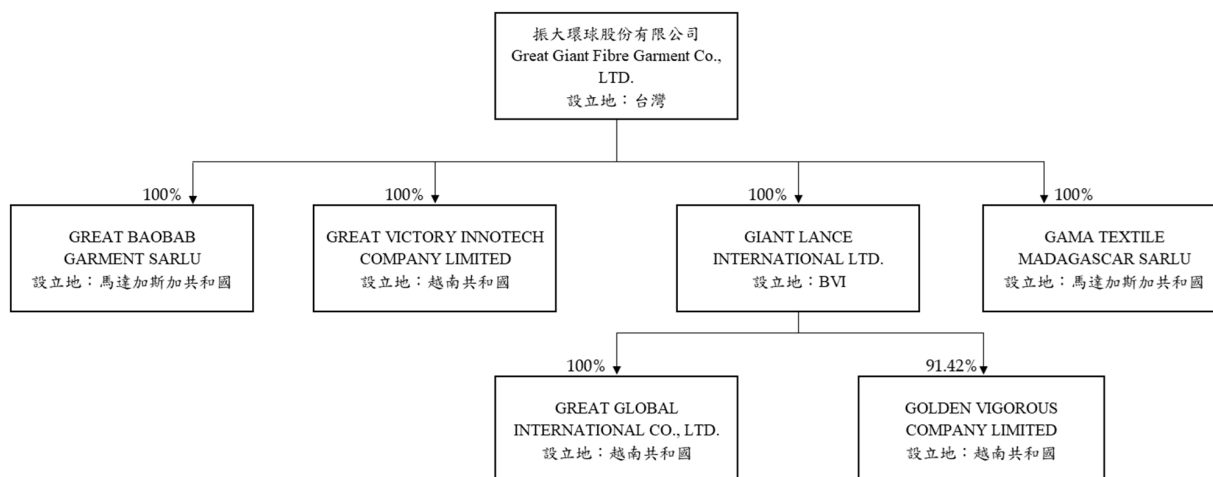 振大環球股份有限公司
Great Giant Fibre Garment Co.,
LTD.
設立地：台灣
100%
GREAT BAOBAB
GARMENT SARLU
設立地：馬達加斯加共和國
100%
GREAT VICTORY INNOTECH
COMPANY LIMITED
設立地：越南共和國
100%
GIANT LANCE
INTERNATIONAL LTD.
設立地：BVI
100%
GAMA TEXTILE
MADAGASCAR SARLU
設立地：馬達加斯加共和國
100%
GREAT GLOBAL
INTERNATIONAL CO., LTD.
設立地：越南共和國
91.42%
GOLDEN VIGOROUS
COMPANY LIMITED
設立地：越南共和國